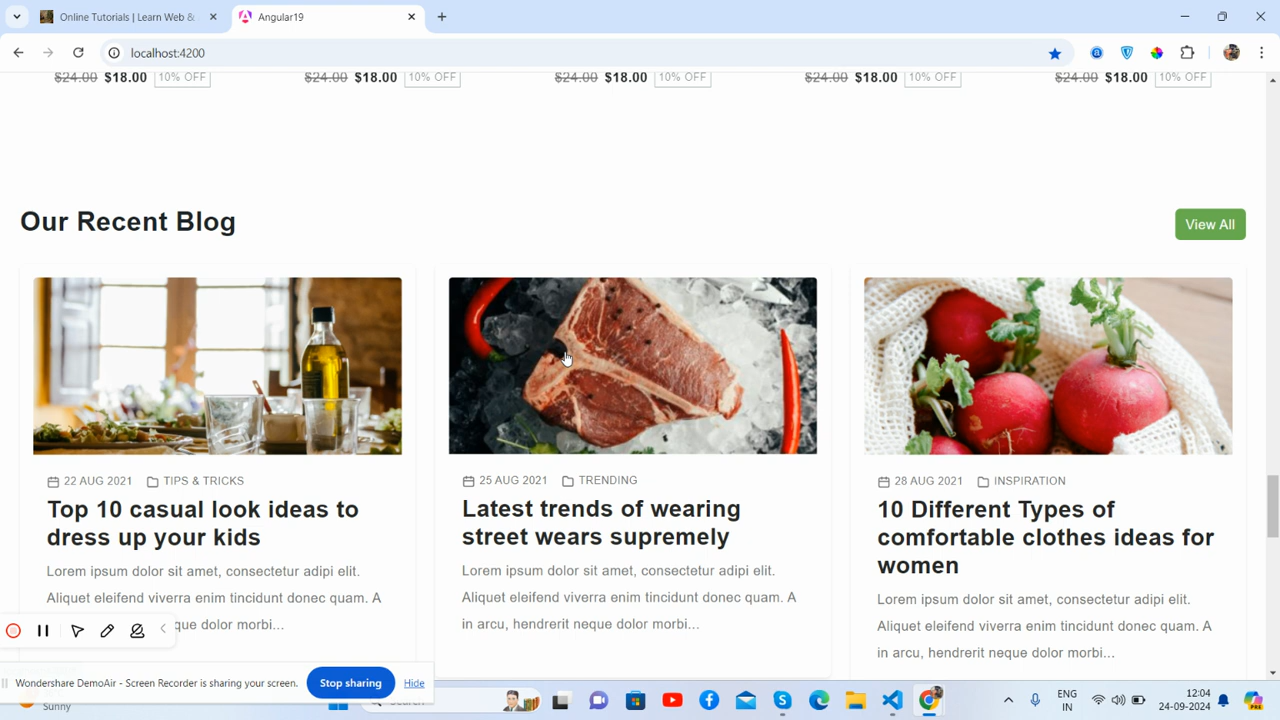 Online Tutorials | Learn Web &
Angular19
localhost:4200
$24.00 $18.00 10% OFF
$24.00 $18.00 10% OFF
$24.00 $18.00 10% OFF
$24.00 $18.00 10% OFF
$24.00 $18.00 10% OFF
Our Recent Blog
View All
22 AUG 2021 TIPS & TRICKS
Top 10 casual look ideas to
dress up your kids
Lorem ipsum dolor sit amet, consectetur adipi elit.
Aliquet eleifend viverra enim tincidunt donec quam. A
que dolor morbi...
25 AUG 2021 TRENDING
Latest trends of wearing
street wears supremely
Lorem ipsum dolor sit amet, consectetur adipi elit.
Aliquet eleifend viverra enim tincidunt donec quam. A
in arcu, hendrerit neque dolor morbi...
28 AUG 2021 INSPIRATION
10 Different Types of
comfortable clothes ideas for
women
Lorem ipsum dolor sit amet, consectetur adipi elit.
Aliquet eleifend viverra enim tincidunt donec quam. A
in arcu, hendrerit neque dolor morbi...
Wondershare DemoAir - Screen Recorder is sharing your screen. Stop sharing Hide
Sunny
ENG
IN
12:04
24-09-2024